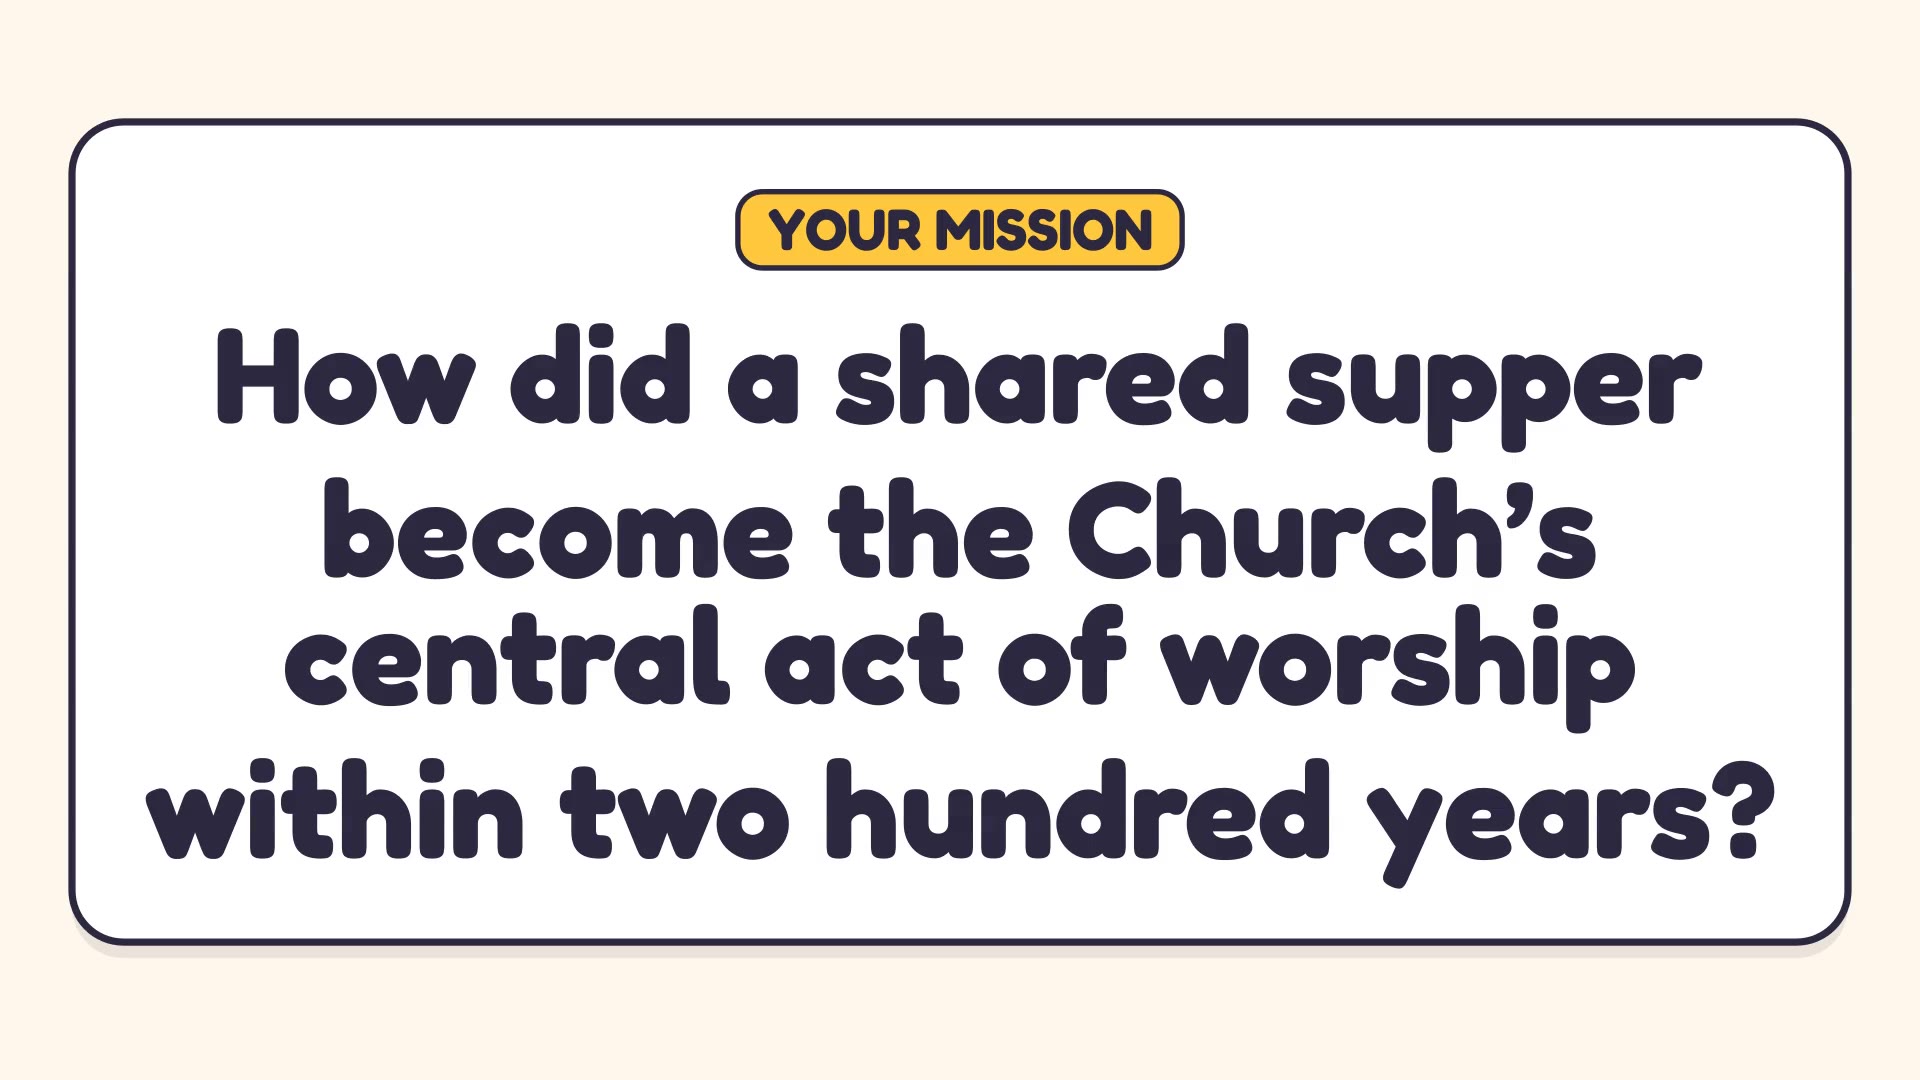 YOUR MISSION
How did a shared supper
become the Church’s
central act of worship
within two hundred years?